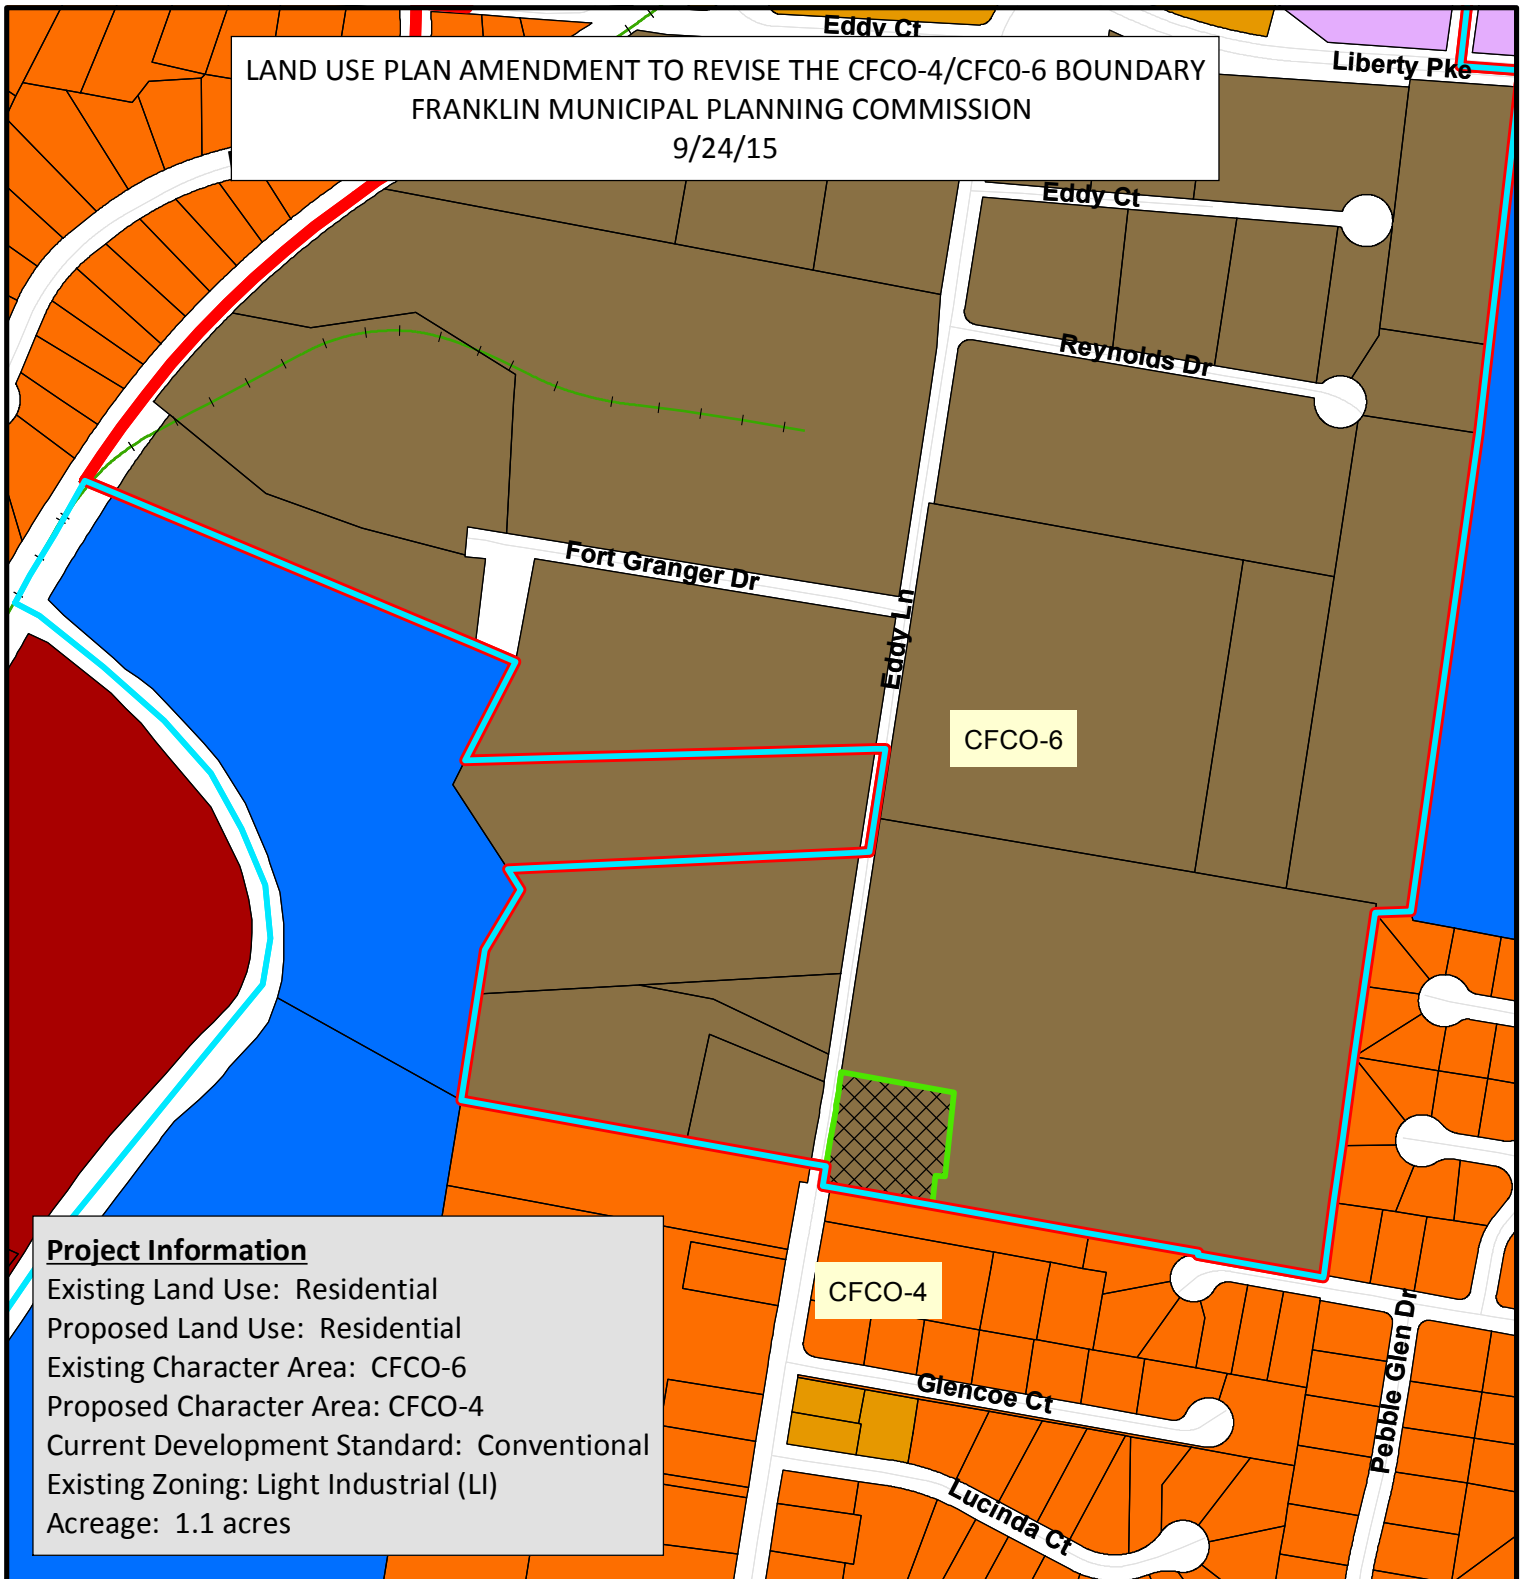 Eddy Ct
Liberty Pke
LAND USE PLAN AMENDMENT TO REVISE THE CFCO-4/CFC0-6 BOUNDARY
FRANKLIN MUNICIPAL PLANNING COMMISSION
9/24/15
Eddy Ct
Reynolds Dr
Fort Granger Dr
Eddy Ln
CFCO-6
CFCO-4
Project Information
Existing Land Use:  Residential
Proposed Land Use:  Residential
Existing Character Area:  CFCO-6
Proposed Character Area: CFCO-4
Current Development Standard:  Conventional
Existing Zoning: Light Industrial (LI)
Acreage:  1.1 acres
Pebble Glen Dr
Glencoe Ct
Lucinda Ct